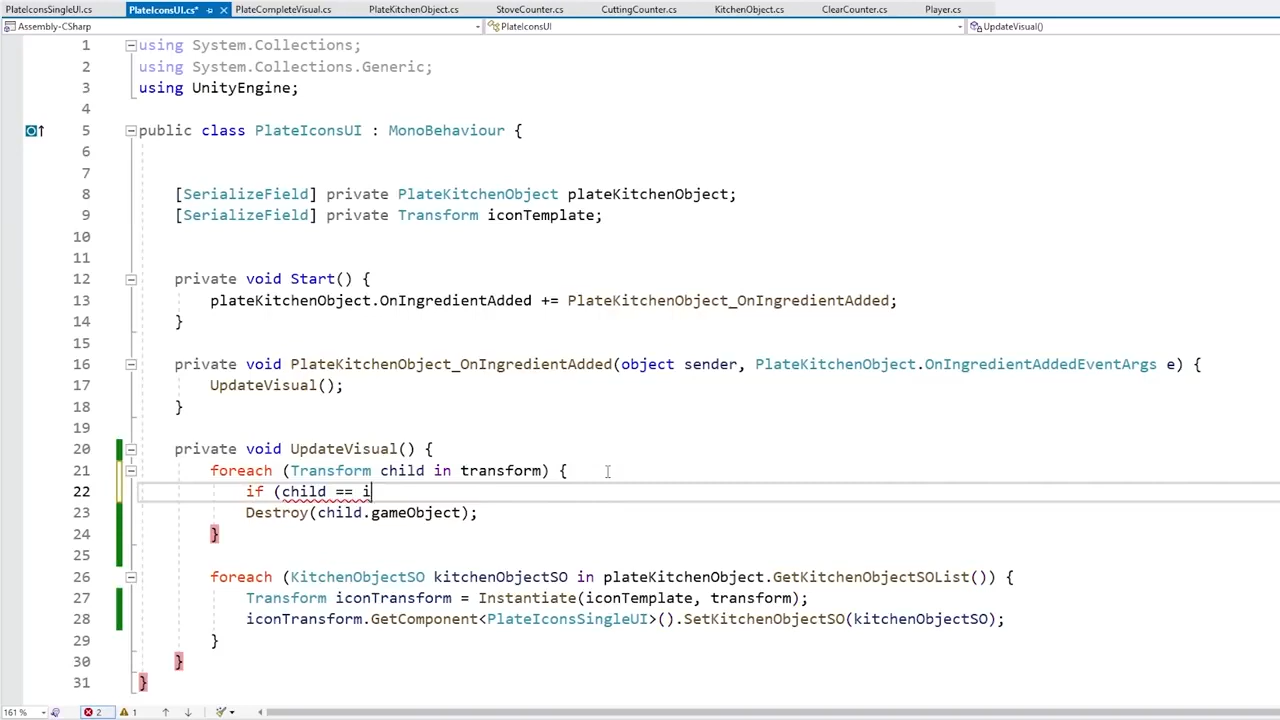 PlateIconsSingleUI.cs PlateIconsUI.cs* PlateCompleteVisual.cs PlateKitchenObject.cs StoveCounter.cs CuttingCounter.cs KitchenObject.cs ClearCounter.cs Player.cs
Assembly-CSharp PlateIconsUI UpdateVisual()
1 using System.Collections;
2 using System.Collections.Generic;
3 using UnityEngine;
4
5 public class PlateIconsUI : MonoBehaviour {
6
7
8 [SerializeField] private PlateKitchenObject plateKitchenObject;
9 [SerializeField] private Transform iconTemplate;
10
11
12 private void Start() {
13 plateKitchenObject.OnIngredientAdded += PlateKitchenObject_OnIngredientAdded;
14 }
15
16 private void PlateKitchenObject_OnIngredientAdded(object sender, PlateKitchenObject.OnIngredientAddedEventArgs e) {
17 UpdateVisual();
18 }
19
20 private void UpdateVisual() {
21 foreach (Transform child in transform) {
22 if (child == i
23 Destroy(child.gameObject);
24 }
25
26 foreach (KitchenObjectSO kitchenObjectSO in plateKitchenObject.GetKitchenObjectSOList()) {
27 Transform iconTransform = Instantiate(iconTemplate, transform);
28 iconTransform.GetComponent<PlateIconsSingleUI>().SetKitchenObjectSO(kitchenObjectSO);
29 }
30 }
31 }
161 % 2 1